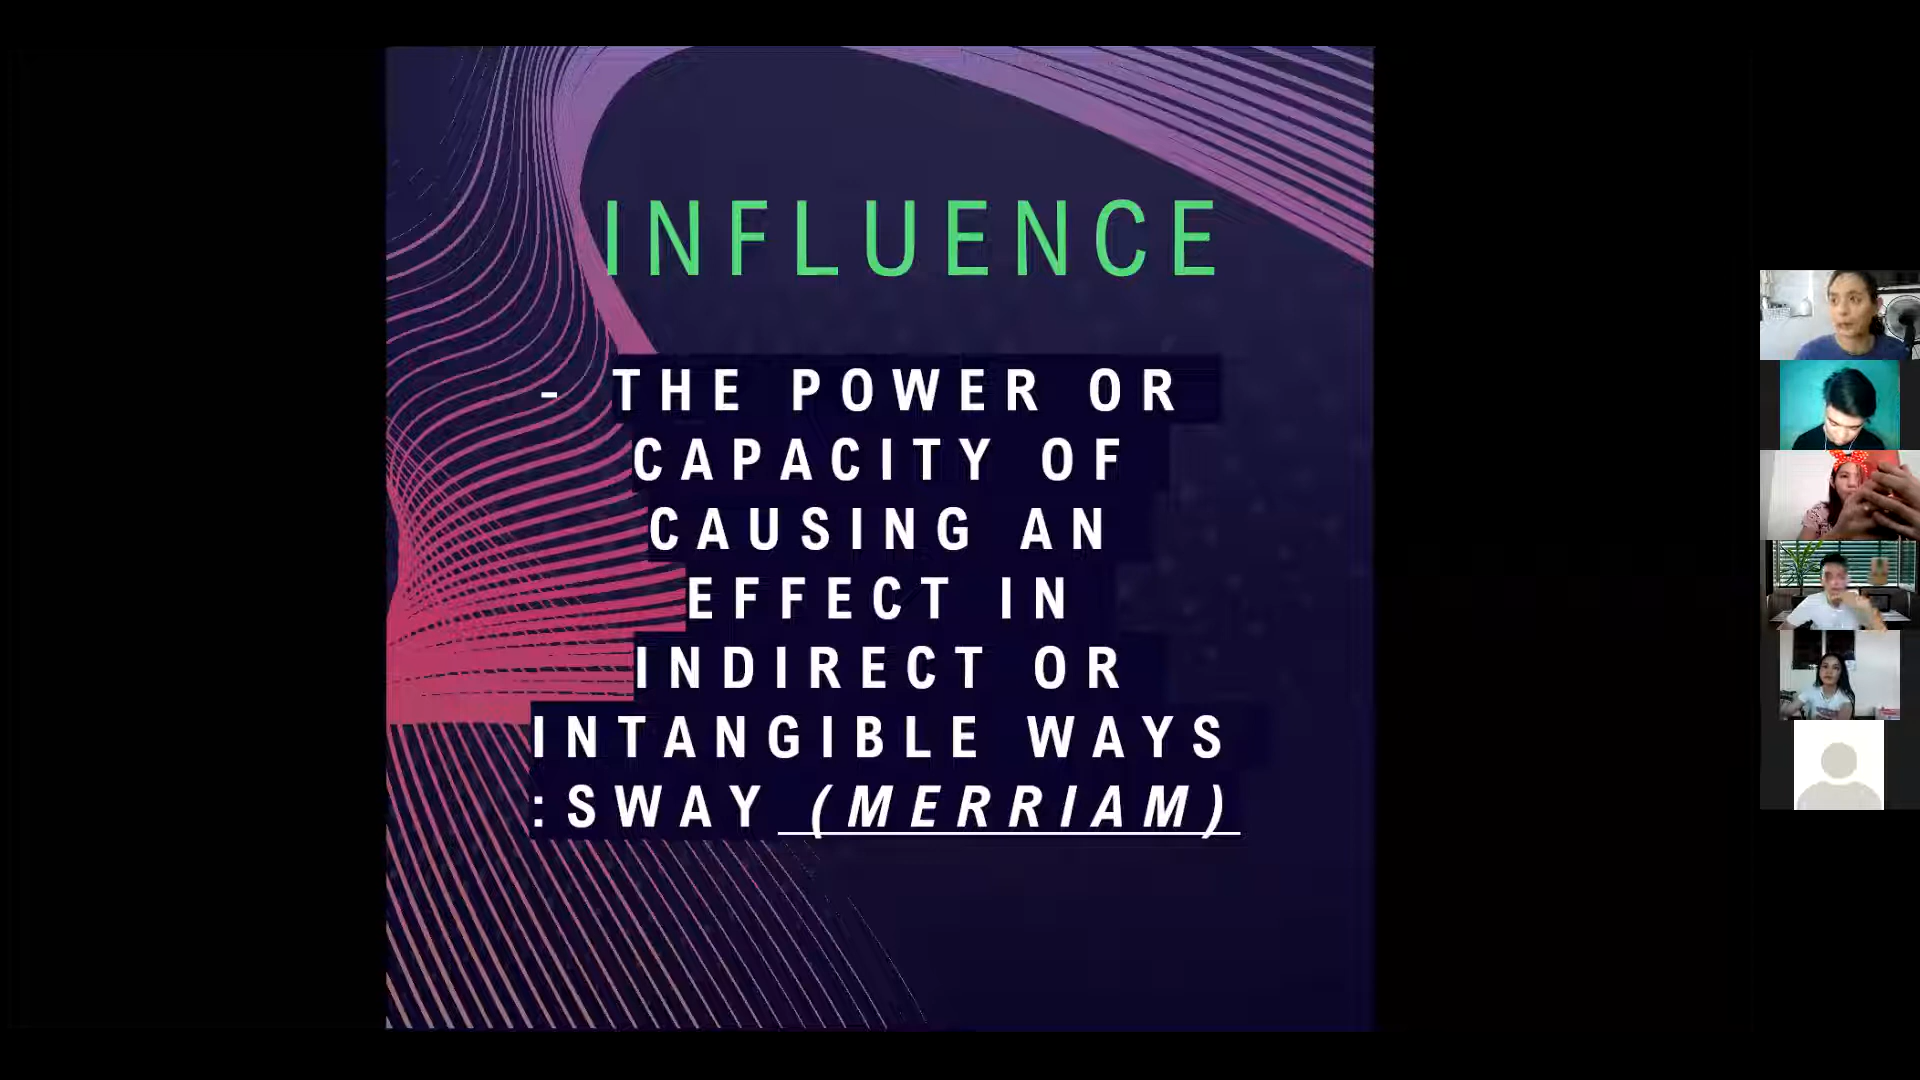 INFLUENCE
- THE POWER OR
CAPACITY OF
CAUSING AN
EFFECT IN
INDIRECT OR
INTANGIBLE WAYS
:SWAY (MERRIAM)